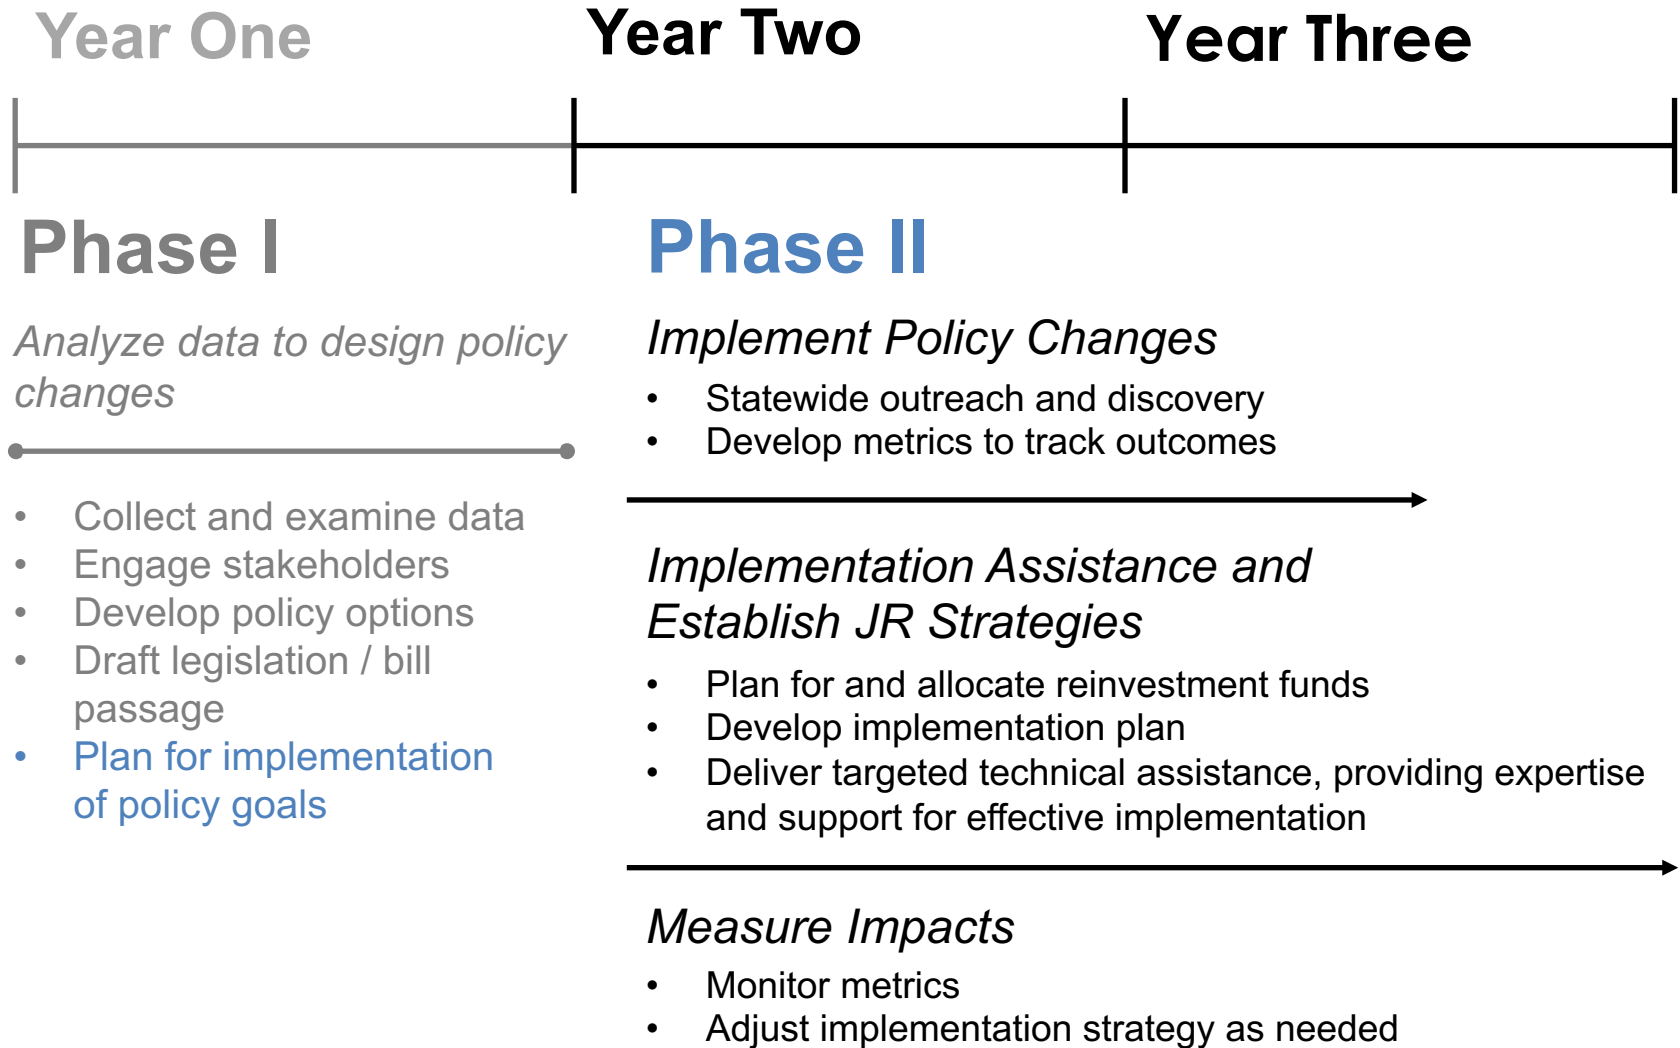 Year One
Year Two
Year Three
Phase I
Analyze data to design policy
changes
• Collect and examine data
• Engage stakeholders
• Develop policy options
• Draft legislation / bill
passage
• Plan for implementation
of policy goals
Phase II
Implement Policy Changes
• Statewide outreach and discovery
• Develop metrics to track outcomes
Implementation Assistance and
Establish JR Strategies
• Plan for and allocate reinvestment funds
• Develop implementation plan
• Deliver targeted technical assistance, providing expertise
and support for effective implementation
Measure Impacts
• Monitor metrics
• Adjust implementation strategy as needed